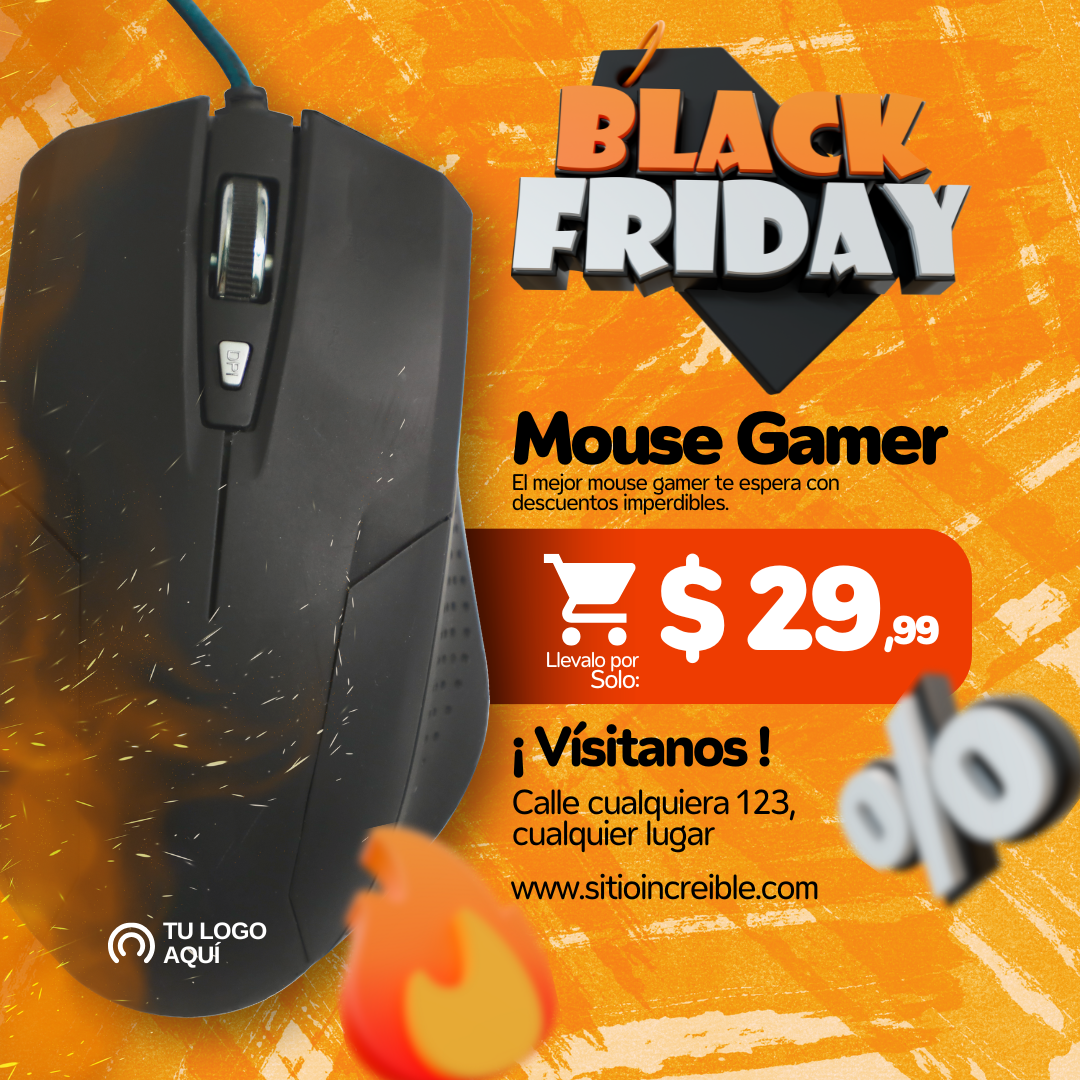 BLACK
FRIDAY
DPI
Mouse Gamer
El mejor mouse gamer te espera con
descuentos imperdibles.
$ 29,99
Llevalo por
Solo:
¡ Vísitanos !
Calle cualquiera 123,
cualquier lugar
www.sitioincreible.com
%
TU LOGO
AQUÍ